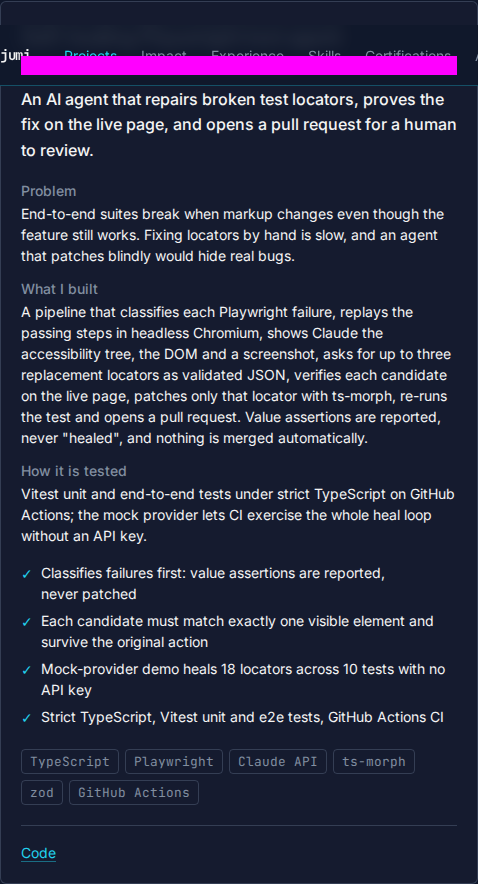 jumi
Projects Impact Experience Skills Certifications
An AI agent that repairs broken test locators, proves the
fix on the live page, and opens a pull request for a human
to review.
Problem
End-to-end suites break when markup changes even though the
feature still works. Fixing locators by hand is slow, and an agent
that patches blindly would hide real bugs.
What I built
A pipeline that classifies each Playwright failure, replays the
passing steps in headless Chromium, shows Claude the
accessibility tree, the DOM and a screenshot, asks for up to three
replacement locators as validated JSON, verifies each candidate
on the live page, patches only that locator with ts-morph, re-runs
the test and opens a pull request. Value assertions are reported,
never "healed", and nothing is merged automatically.
How it is tested
Vitest unit and end-to-end tests under strict TypeScript on GitHub
Actions; the mock provider lets CI exercise the whole heal loop
without an API key.
✓ Classifies failures first: value assertions are reported,
never patched
✓ Each candidate must match exactly one visible element and
survive the original action
✓ Mock-provider demo heals 18 locators across 10 tests with no
API key
✓ Strict TypeScript, Vitest unit and e2e tests, GitHub Actions CI
TypeScript Playwright Claude API ts-morph
zod GitHub Actions
Code